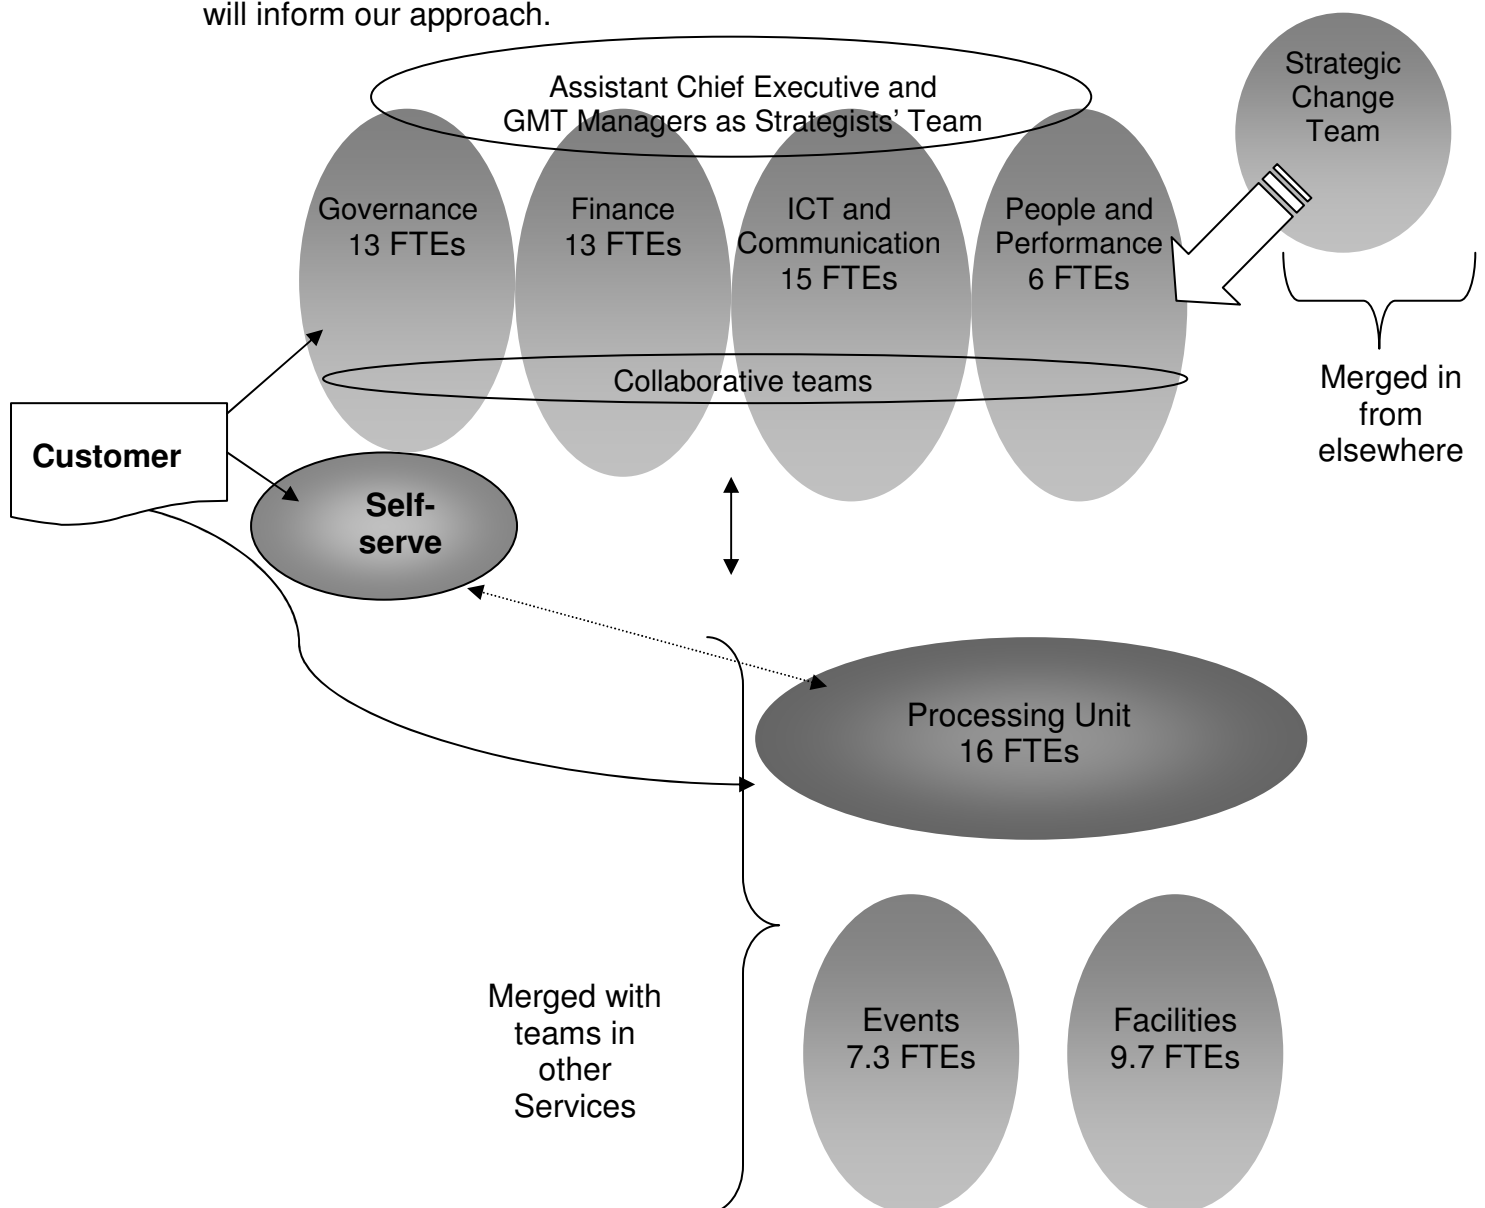 will inform our approach.
Assistant Chief Executive and
GMT Managers as Strategists’ Team
Strategic
Change
Team
Governance
13 FTEs
Finance
13 FTEs
ICT and
Communication
15 FTEs
People and
Performance
6 FTEs
Merged in
from
elsewhere
Collaborative teams
Customer
Self-
serve
Processing Unit
16 FTEs
Merged with
teams in
other
Services
Events
7.3 FTEs
Facilities
9.7 FTEs